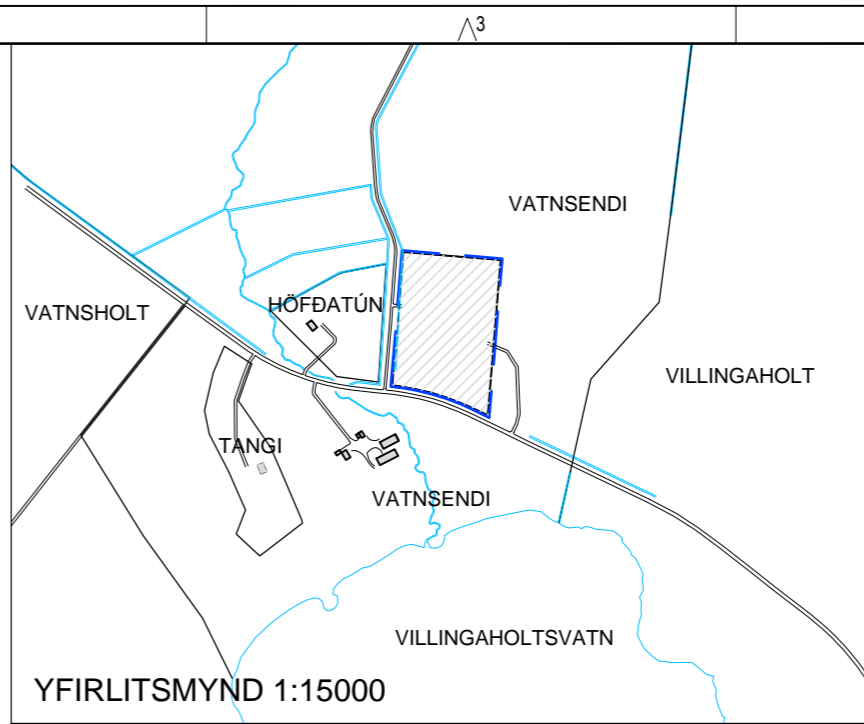 3
VATNSENDI
VATNSHOLT
HÖFÐATÚN
VILLINGAHOLT
TANGI
VATNSENDI
VILLINGAHOLTSVATN
YFIRLITSMYND 1:15000